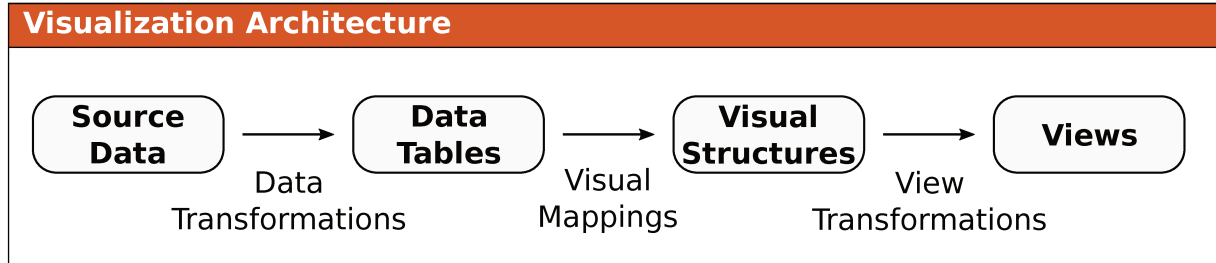 Visualization Architecture
Source
Data
Data
Tables
Visual
Structures
Views
Data
Transformations
Visual
Mappings
View
Transformations